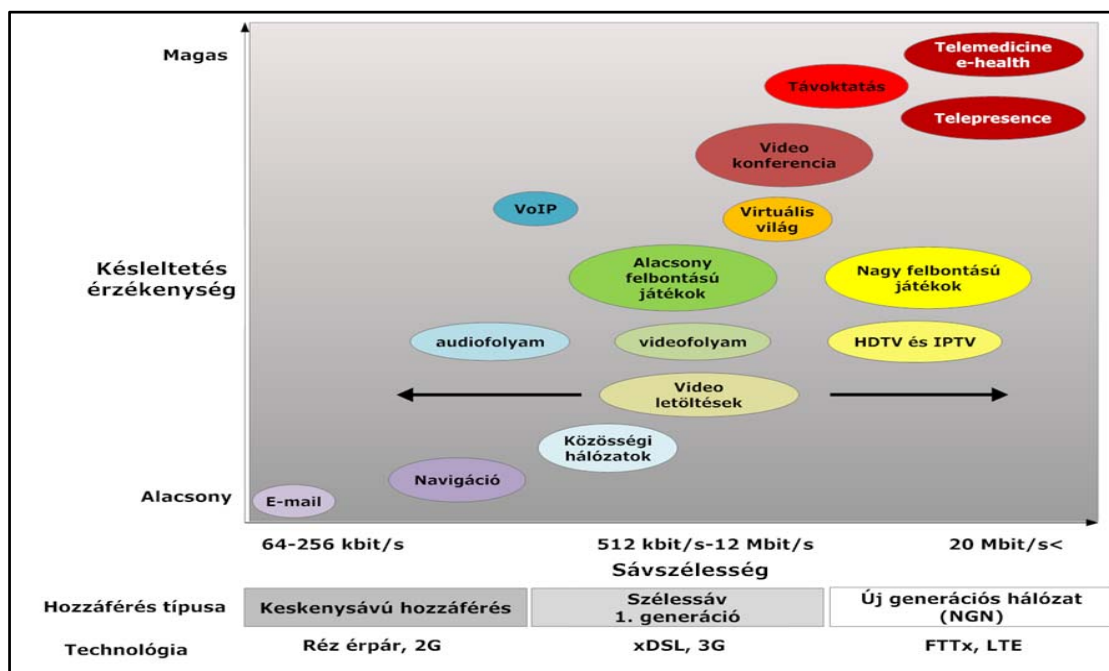 Magas
Telemedicine
e-health
Távoktatás
Telepresence
Video
konferencia
VoIP
Virtuális
világ
Késleltetés
érzékenység
Alacsony
felbontású
játékok
Nagy felbontású
játékok
audiofolyam
videofolyam
HDTV és IPTV
Video
letöltések
Közösségi
hálózatok
Navigáció
Alacsony
E-mail
64-256 kbit/s
512 kbit/s-12 Mbit/s
20 Mbit/s<
Sávszélesség
Hozzáférés típusa
Keskenysávú hozzáférés
Szélessáv
1. generáció
Új generációs hálózat
(NGN)
Technológia
Réz érpár, 2G
xDSL, 3G
FTTx, LTE